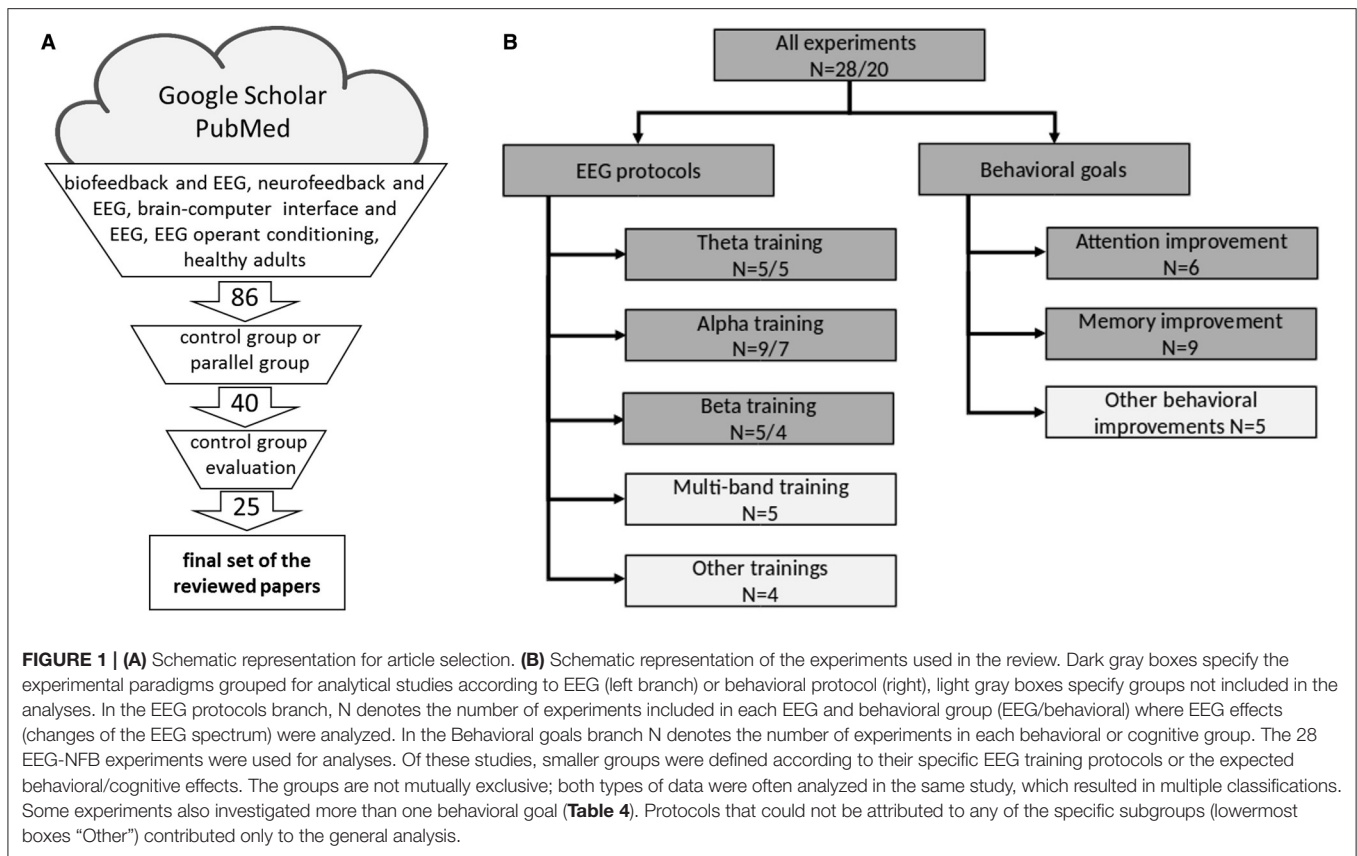 A
Google Scholar
PubMed
biofeedback and EEG, neurofeedback and
EEG, brain-computer interface and
EEG, EEG operant conditioning,
healthy adults
86
control group or
parallel group
40
control group
evaluation
25
final set of the
reviewed papers
B
All experiments
N=28/20
EEG protocols
Theta training
N=5/5
Alpha training
N=9/7
Beta training
N=5/4
Multi-band training
N=5
Other trainings
N=4
Behavioral goals
Attention improvement
N=6
Memory improvement
N=9
Other behavioral
improvements N=5
FIGURE 1 | (A) Schematic representation for article selection. (B) Schematic representation of the experiments used in the review. Dark gray boxes specify the
experimental paradigms grouped for analytical studies according to EEG (left branch) or behavioral protocol (right), light gray boxes specify groups not included in the
analyses. In the EEG protocols branch, N denotes the number of experiments included in each EEG and behavioral group (EEG/behavioral) where EEG effects
(changes of the EEG spectrum) were analyzed. In the Behavioral goals branch N denotes the number of experiments in each behavioral or cognitive group. The 28
EEG-NFB experiments were used for analyses. Of these studies, smaller groups were defined according to their specific EEG training protocols or the expected
behavioral/cognitive effects. The groups are not mutually exclusive; both types of data were often analyzed in the same study, which resulted in multiple classifications.
Some experiments also investigated more than one behavioral goal (Table 4). Protocols that could not be attributed to any of the specific subgroups (lowermost
boxes “Other”) contributed only to the general analysis.